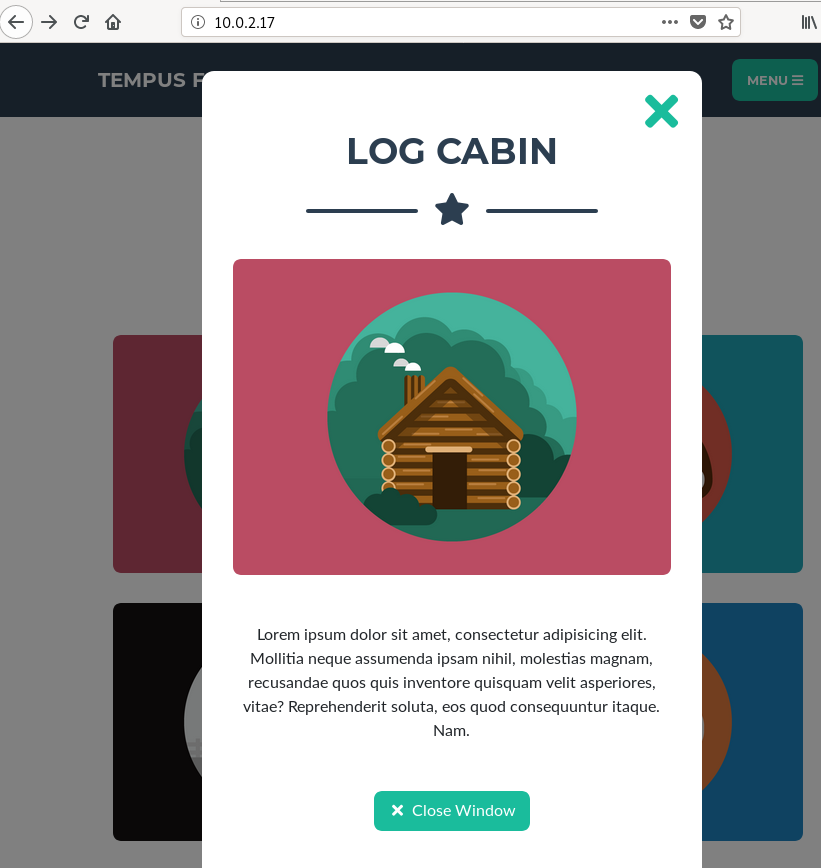 10.0.2.17
TEMPUS F
MENU
LOG CABIN
Lorem ipsum dolor sit amet, consectetur adipisicing elit.
Mollitia neque assumenda ipsam nihil, molestias magnam,
recusandae quos quis inventore quisquam velit asperiores,
vitae? Reprehenderit soluta, eos quod consequuntur itaque.
Nam.
Close Window